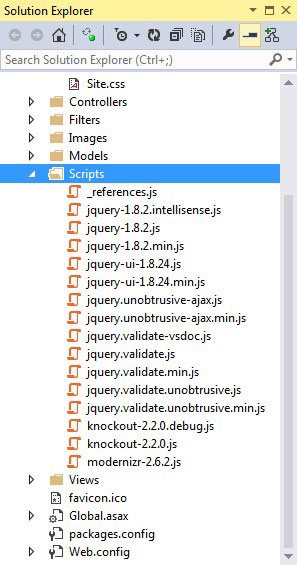 Solution Explorer
Search Solution Explorer (Ctrl+;)
Site.css
Controllers
Filters
Images
Models
Scripts
_references.js
jquery-1.8.2.intellisense.js
jquery-1.8.2.js
jquery-1.8.2.min.js
jquery-ui-1.8.24.js
jquery-ui-1.8.24.min.js
jquery.unobtrusive-ajax.js
jquery.unobtrusive-ajax.min.js
jquery.validate-vsdoc.js
jquery.validate.js
jquery.validate.min.js
jquery.validate.unobtrusive.js
jquery.validate.unobtrusive.min.js
knockout-2.2.0.debug.js
knockout-2.2.0.js
modernizr-2.6.2.js
Views
favicon.ico
Global.asax
packages.config
Web.config